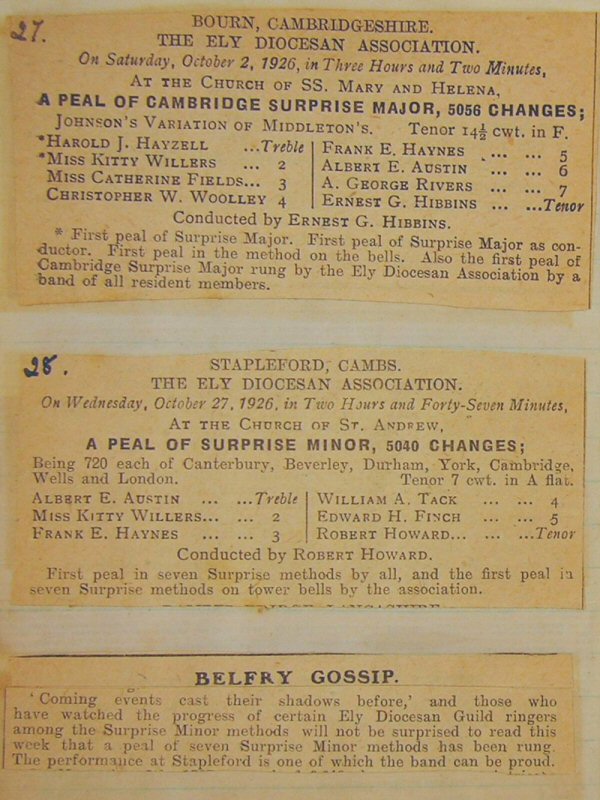 27.
BOURN, CAMBRIDGESHIRE.
THE ELY DIOCESAN ASSOCIATION.
On Saturday, October 2, 1926, in Three Hours and Two Minutes,
AT THE CHURCH OF SS. MARY AND HELENA,
A PEAL OF CAMBRIDGE SURPRISE MAJOR, 5056 CHANGES;
JOHNSON'S VARIATION OF MIDDLETON'S. Tenor 14½ cwt. in F.
*HAROLD J. HAYZELL ...Treble
*MISS KITTY WILLERS ... 2
MISS CATHERINE FIELDS... 3
CHRISTOPHER W. WOOLLEY 4
FRANK E. HAYNES ... ... 5
ALBERT E. AUSTIN ... ... 6
A. GEORGE RIVERS ... ... 7
ERNEST G. HIBBINS ... ...Tenor
Conducted by ERNEST G. HIBBINS.
* First peal of Surprise Major. First peal of Surprise Major as con-
ductor. First peal in the method on the bells. Also the first peal of
Cambridge Surprise Major rung by the Ely Diocesan Association by a
band of all resident members.
28.
STAPLEFORD, CAMBS.
THE ELY DIOCESAN ASSOCIATION.
On Wednesday, October 27, 1926, in Two Hours and Forty-Seven Minutes,
AT THE CHURCH OF ST. ANDREW,
A PEAL OF SURPRISE MINOR, 5040 CHANGES;
Being 720 each of Canterbury, Beverley, Durham, York, Cambridge,
Wells and London. Tenor 7 cwt. in A flat.
ALBERT E. AUSTIN ... ...Treble
MISS KITTY WILLERS... ... 2
FRANK E. HAYNES ... ... 3
WILLIAM A. TACK ... ... 4
EDWARD H. FINCH ... ... 5
ROBERT HOWARD... ... ...Tenor
Conducted by ROBERT HOWARD.
First peal in seven Surprise methods by all, and the first peal in
seven Surprise methods on tower bells by the association.
BELFRY GOSSIP.
'Coming events cast their shadows before,' and those who
have watched the progress of certain Ely Diocesan Guild ringers
among the Surprise Minor methods will not be surprised to read this
week that a peal of seven Surprise Minor methods has been rung.
The performance at Stapleford is one of which the band can be proud.